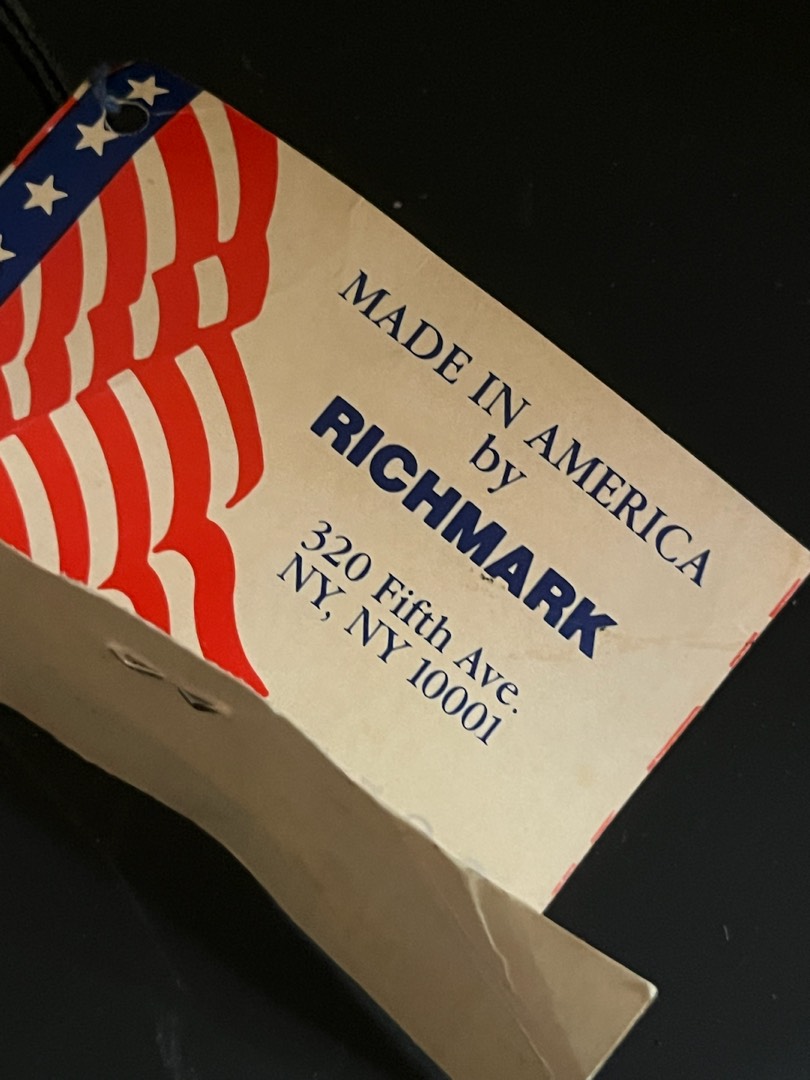 MADE IN AMERICA
by
RICHMARK
320 Fifth Ave.
NY, NY 10001